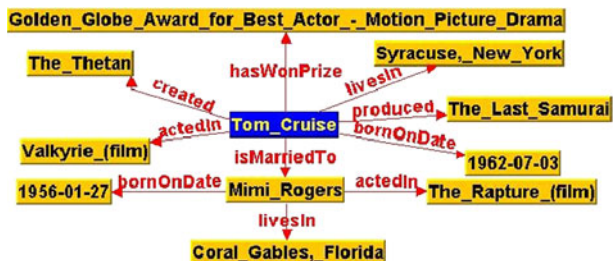 Golden_Globe_Award_for_Best_Actor_-_Motion_Picture_Drama
The_Thetan
Syracuse,_New_York
hasWonPrize
livesIn
created
produced
The_Last_Samurai
Tom_Cruise
actedIn
bornOnDate
Valkyrie_(film)
isMarriedTo
1962-07-03
1956-01-27
bornOnDate
Mimi_Rogers
actedIn
The_Rapture_(film)
livesIn
Coral_Gables,_Florida